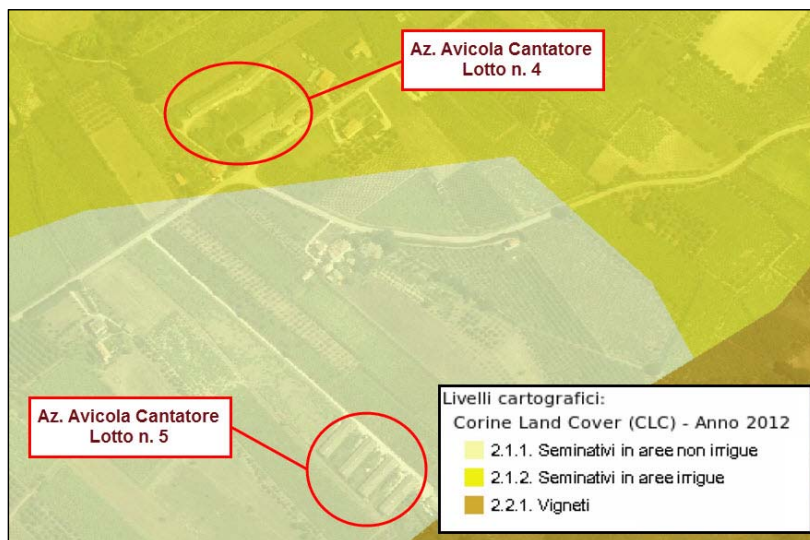 Az. Avicola Cantatore
Lotto n. 4
Az. Avicola Cantatore
Lotto n. 5
Livelli cartografici:
Corine Land Cover (CLC) - Anno 2012
2.1.1. Seminativi in aree non irrigue
2.1.2. Seminativi in aree irrigue
2.2.1. Vigneti